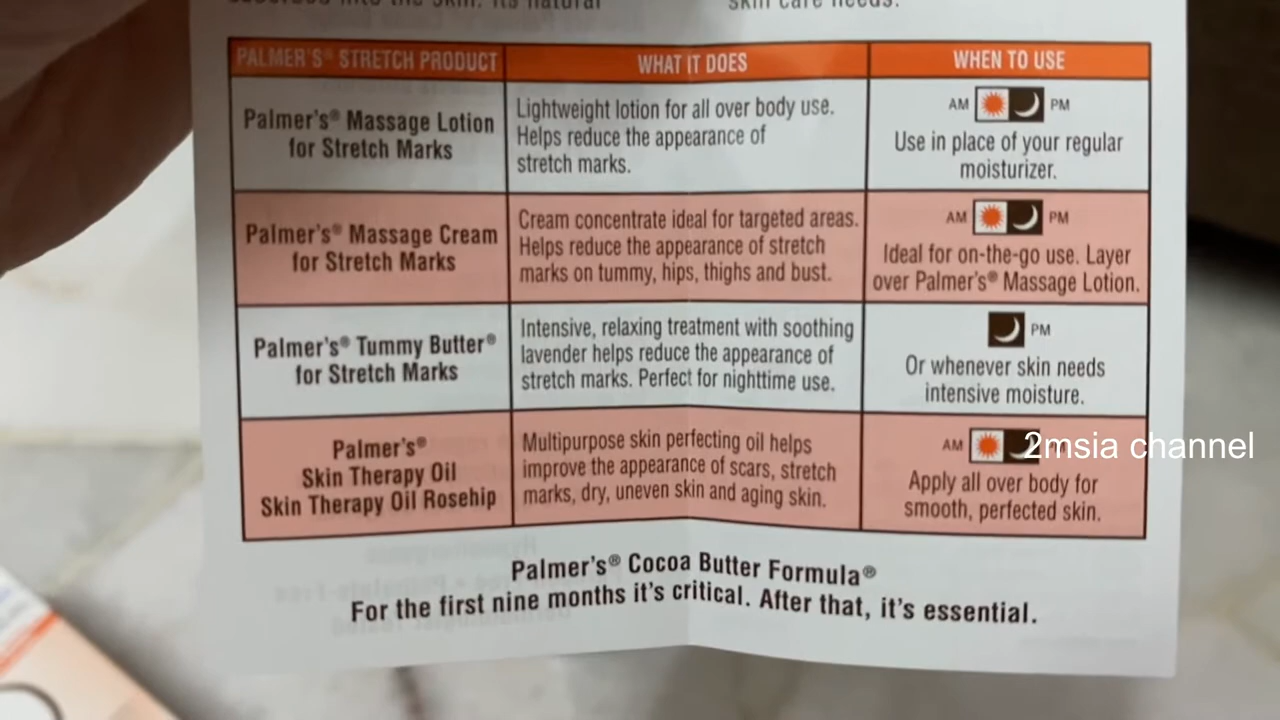 into the skin. Its natural
skin care needs.
PALMER'S® STRETCH PRODUCT
WHAT IT DOES
WHEN TO USE
Palmer's® Massage Lotion
for Stretch Marks
Lightweight lotion for all over body use.
Helps reduce the appearance of
stretch marks.
AM PM
Use in place of your regular
moisturizer.
Palmer's® Massage Cream
for Stretch Marks
Cream concentrate ideal for targeted areas.
Helps reduce the appearance of stretch
marks on tummy, hips, thighs and bust.
AM PM
Ideal for on-the-go use. Layer
over Palmer's® Massage Lotion.
Palmer's® Tummy Butter®
for Stretch Marks
Intensive, relaxing treatment with soothing
lavender helps reduce the appearance of
stretch marks. Perfect for nighttime use.
PM
Or whenever skin needs
intensive moisture.
Palmer's®
Skin Therapy Oil
Skin Therapy Oil Rosehip
Multipurpose skin perfecting oil helps
improve the appearance of scars, stretch
marks, dry, uneven skin and aging skin.
AM
2msia channel
Apply all over body for
smooth, perfected skin.
Palmer's® Cocoa Butter Formula®
For the first nine months it's critical. After that, it's essential.